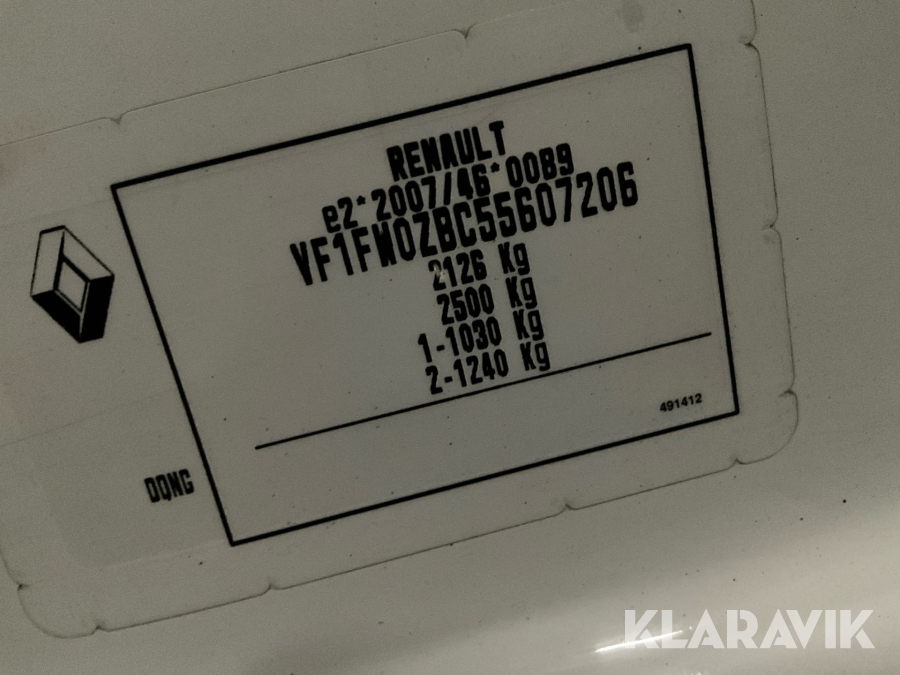 RENAULT
e2*2007/46*0089
VF1FW0ZBC55607206
2126 Kg
2500 Kg
1-1030 Kg
2-1240 Kg
491412
DQNG
KLARAVIK